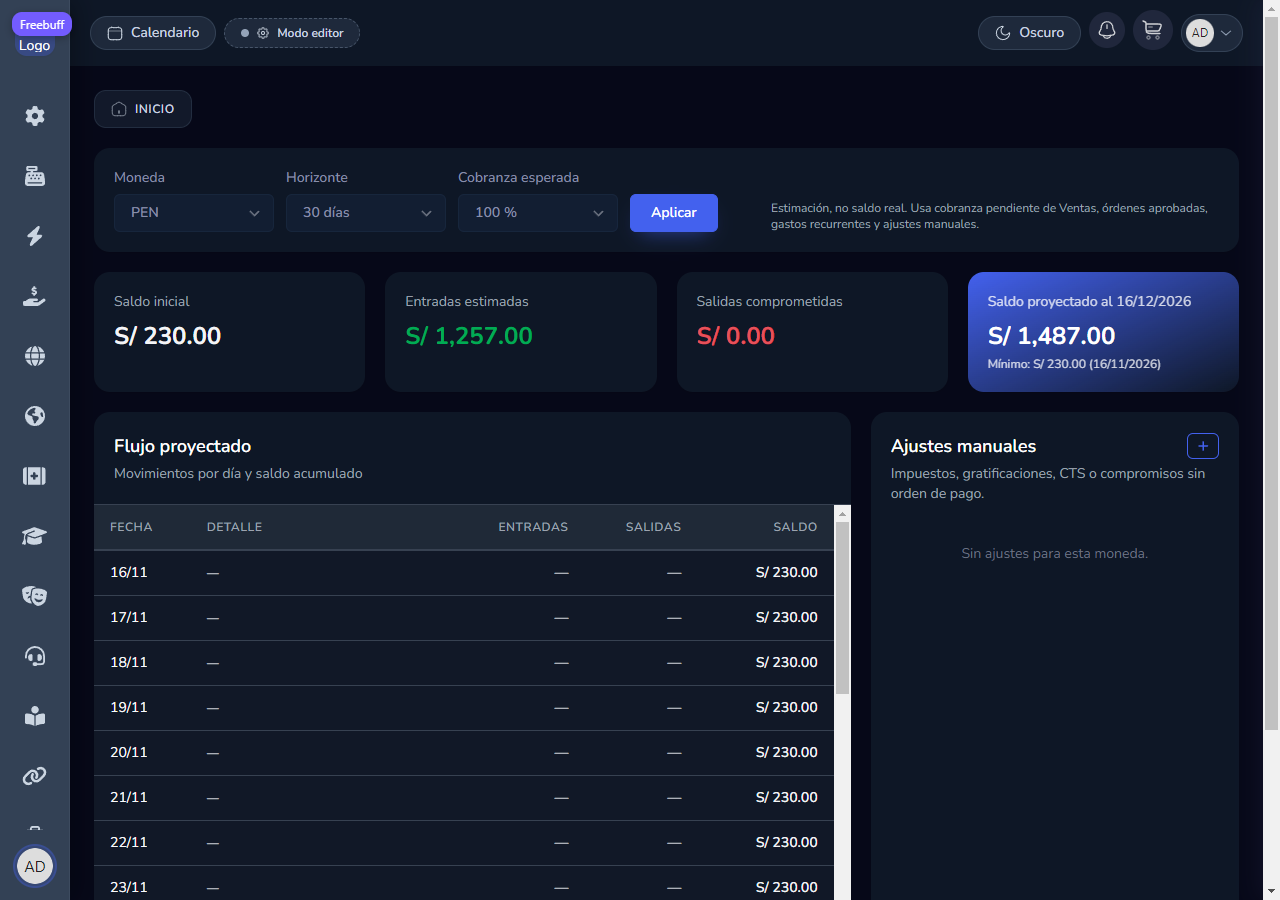 Freebuff
Logo
Calendario
Modo editor
Oscuro
AD
INICIO
Moneda
Horizonte
Cobranza esperada
PEN
30 días
100 %
Aplicar
Estimación, no saldo real. Usa cobranza pendiente de Ventas, órdenes aprobadas,
gastos recurrentes y ajustes manuales.
Saldo inicial
S/ 230.00
Entradas estimadas
S/ 1,257.00
Salidas comprometidas
S/ 0.00
Saldo proyectado al 16/12/2026
S/ 1,487.00
Mínimo: S/ 230.00 (16/11/2026)
Flujo proyectado
Movimientos por día y saldo acumulado
FECHA DETALLE ENTRADAS SALIDAS SALDO
16/11 — — — S/ 230.00
17/11 — — — S/ 230.00
18/11 — — — S/ 230.00
19/11 — — — S/ 230.00
20/11 — — — S/ 230.00
21/11 — — — S/ 230.00
22/11 — — — S/ 230.00
23/11 — — — S/ 230.00
Ajustes manuales
+
Impuestos, gratificaciones, CTS o compromisos sin
orden de pago.
Sin ajustes para esta moneda.
AD